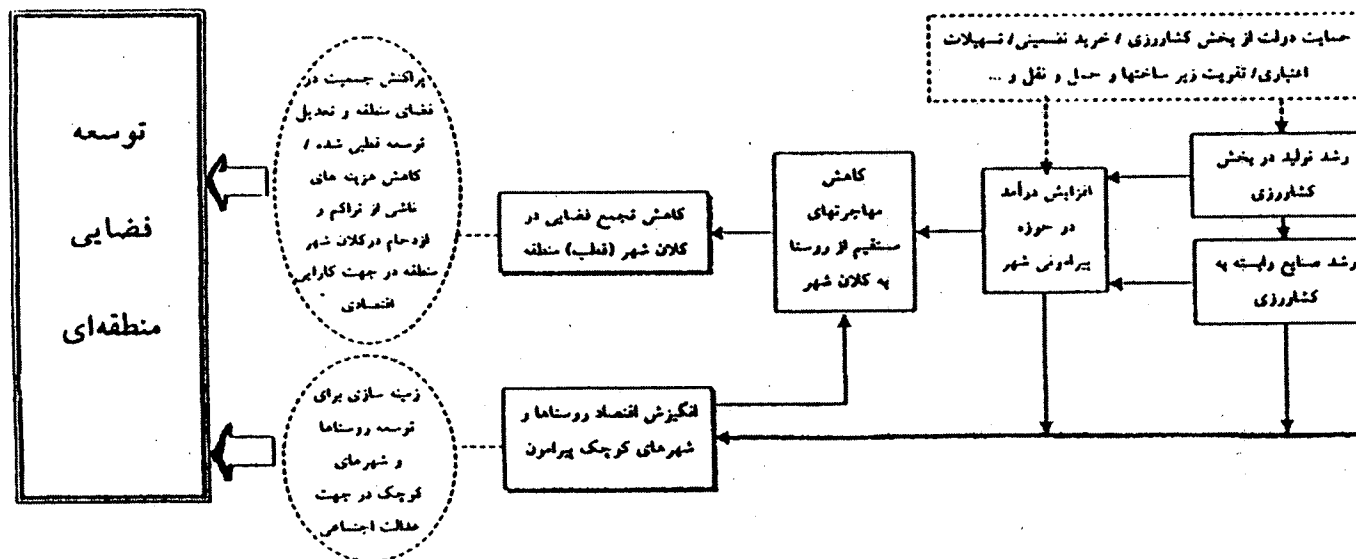 حمایت دولت از بخش کشاورزی / خرید تضمینی / تسهیلات
اعتباری / تقویت زیر ساختها و حمل و نقل و ...
رشد تولید در بخش
کشاورزی
رشد صنایع وابسته به
کشاورزی
افزایش درآمد
در حوزه
پیرامونی شهر
کاهش
مهاجرتهای
مستقیم از روستا
به کلان شهر
کاهش تجمع فضایی در
کلان شهر (قطب) منطقه
انگیزش اقتصاد روستاها و
شهرهای کوچک پیرامون
پراکنش جمعیت در
فضای منطقه و تعدیل
توسعه قطبی شده /
کاهش هزینه های
ناشی از تراکم و
ازدحام درکلان شهر
منطقه در جهت کارایی
اقتصادی
زمینه سازی برای
توسعه روستاها
و شهرهای
کوچک در جهت
عدالت اجتماعی
توسعه
فضایی
منطقه‌ای